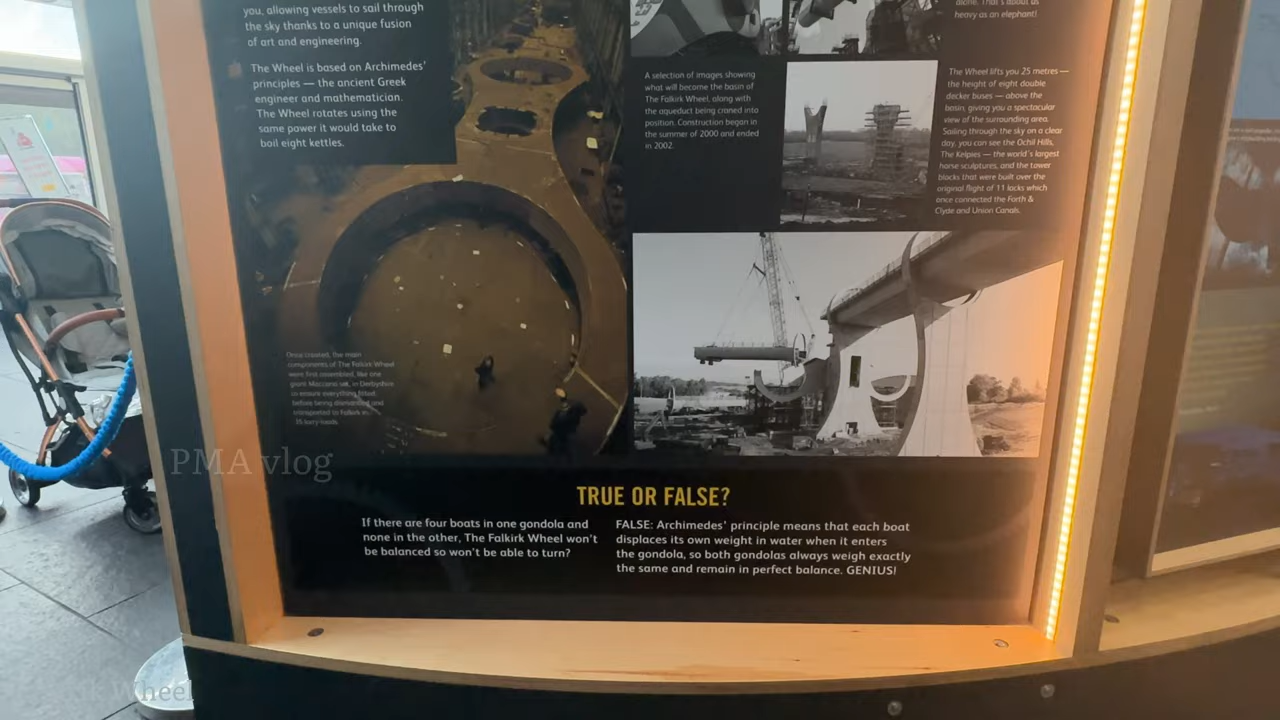 you, allowing vessels to sail through
the sky thanks to a unique fusion
of art and engineering.
The Wheel is based on Archimedes'
principles — the ancient Greek
engineer and mathematician.
The Wheel rotates using the
same power it would take to
boil eight kettles.
Once created, the main
components of The Falkirk Wheel
were first assembled, like one
giant Meccano set, in Derbyshire
to ensure everything fitted,
before being dismantled and
transported to Falkirk in
35 lorry-loads.
A selection of images showing
what will become the basin of
The Falkirk Wheel, along with
the aqueduct being craned into
position. Construction began in
the summer of 2000 and ended
in 2002.
alone. That's about as
heavy as an elephant!
The Wheel lifts you 25 metres —
the height of eight double
decker buses — above the
basin, giving you a spectacular
view of the surrounding area.
Sailing through the sky on a clear
day, you can see the Ochil Hills,
The Kelpies — the world's largest
horse sculptures, and the tower
blocks that were built over the
original flight of 11 locks which
once connected the Forth &
Clyde and Union Canals.
PMA vlog
TRUE OR FALSE?
If there are four boats in one gondola and
none in the other, The Falkirk Wheel won't
be balanced so won't be able to turn?
FALSE: Archimedes' principle means that each boat
displaces its own weight in water when it enters
the gondola, so both gondolas always weigh exactly
the same and remain in perfect balance. GENIUS!
Wheel